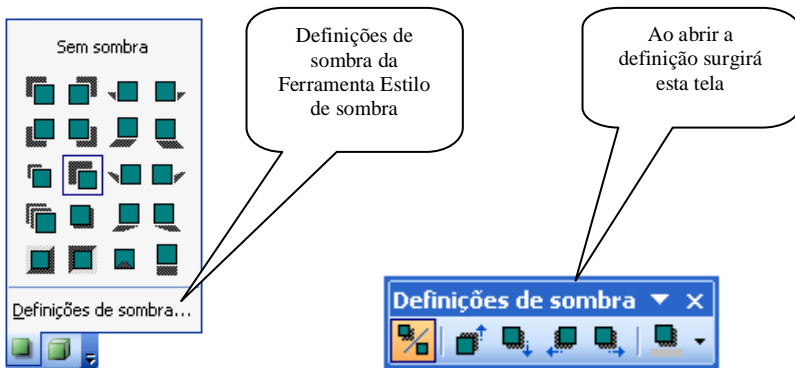 Sem sombra
Definições de sombra...
Definições de
sombra da
Ferramenta Estilo
de sombra
Ao abrir a
definição surgirá
esta tela
Definições de sombra